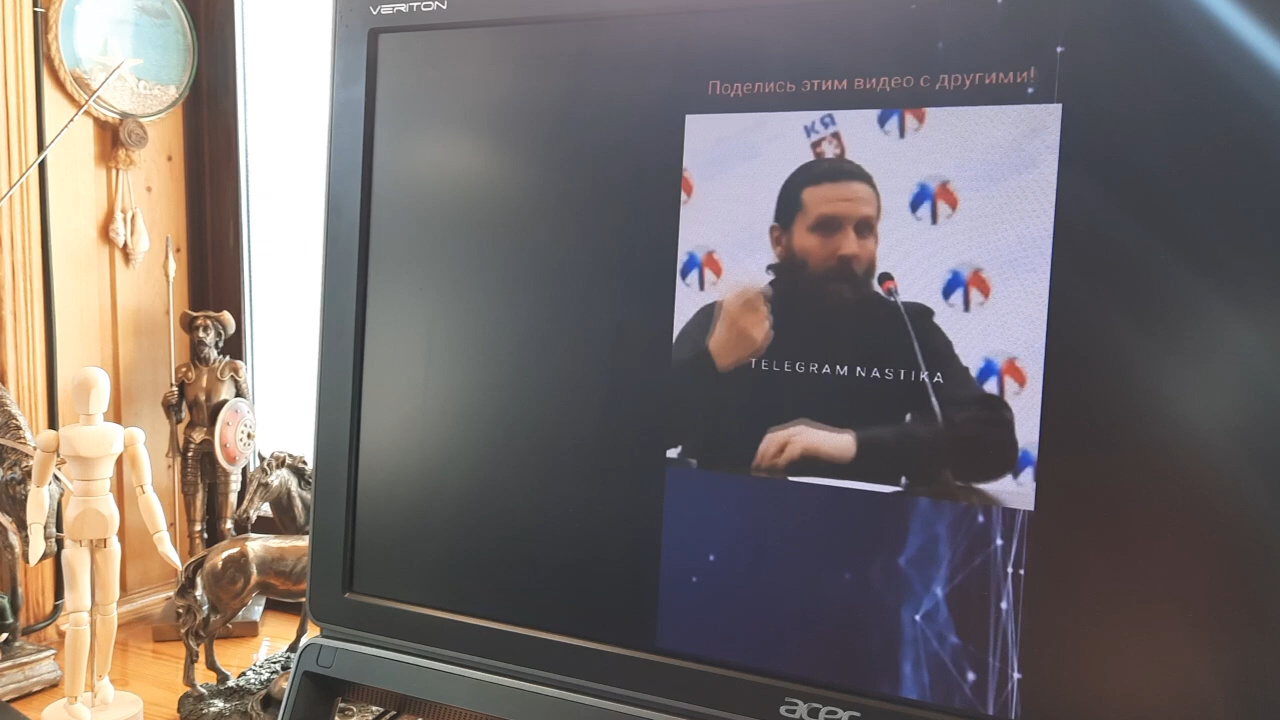 VERITON
Поделись этим видео с другими!
КЯ
TELEGRAM NASTIKA
acer